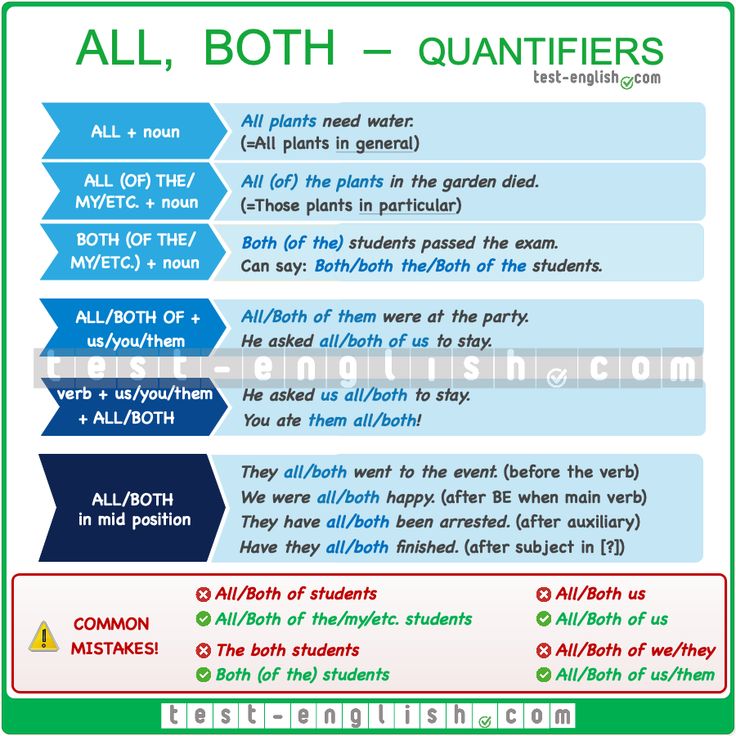 ALL, BOTH – QUANTIFIERS
test-english.com
ALL + noun
All plants need water.
(=All plants in general)
ALL (OF) THE/
MY/ETC. + noun
All (of) the plants in the garden died.
(=Those plants in particular)
BOTH (OF THE/
MY/ETC.) + noun
Both (of the) students passed the exam.
Can say: Both/both the/Both of the students.
ALL/BOTH OF +
us/you/them
All/Both of them were at the party.
He asked all/both of us to stay.
test-english.com
verb + us/you/them
+ ALL/BOTH
He asked us all/both to stay.
You ate them all/both!
ALL/BOTH
in mid position
They all/both went to the event. (before the verb)
We were all/both happy. (after BE when main verb)
They have all/both been arrested. (after auxiliary)
Have they all/both finished. (after subject in [?])
COMMON
MISTAKES!
All/Both of students
All/Both of the/my/etc. students
The both students
Both (of the) students
All/Both us
All/Both of us
All/Both of we/they
All/Both of us/them
test-english.com